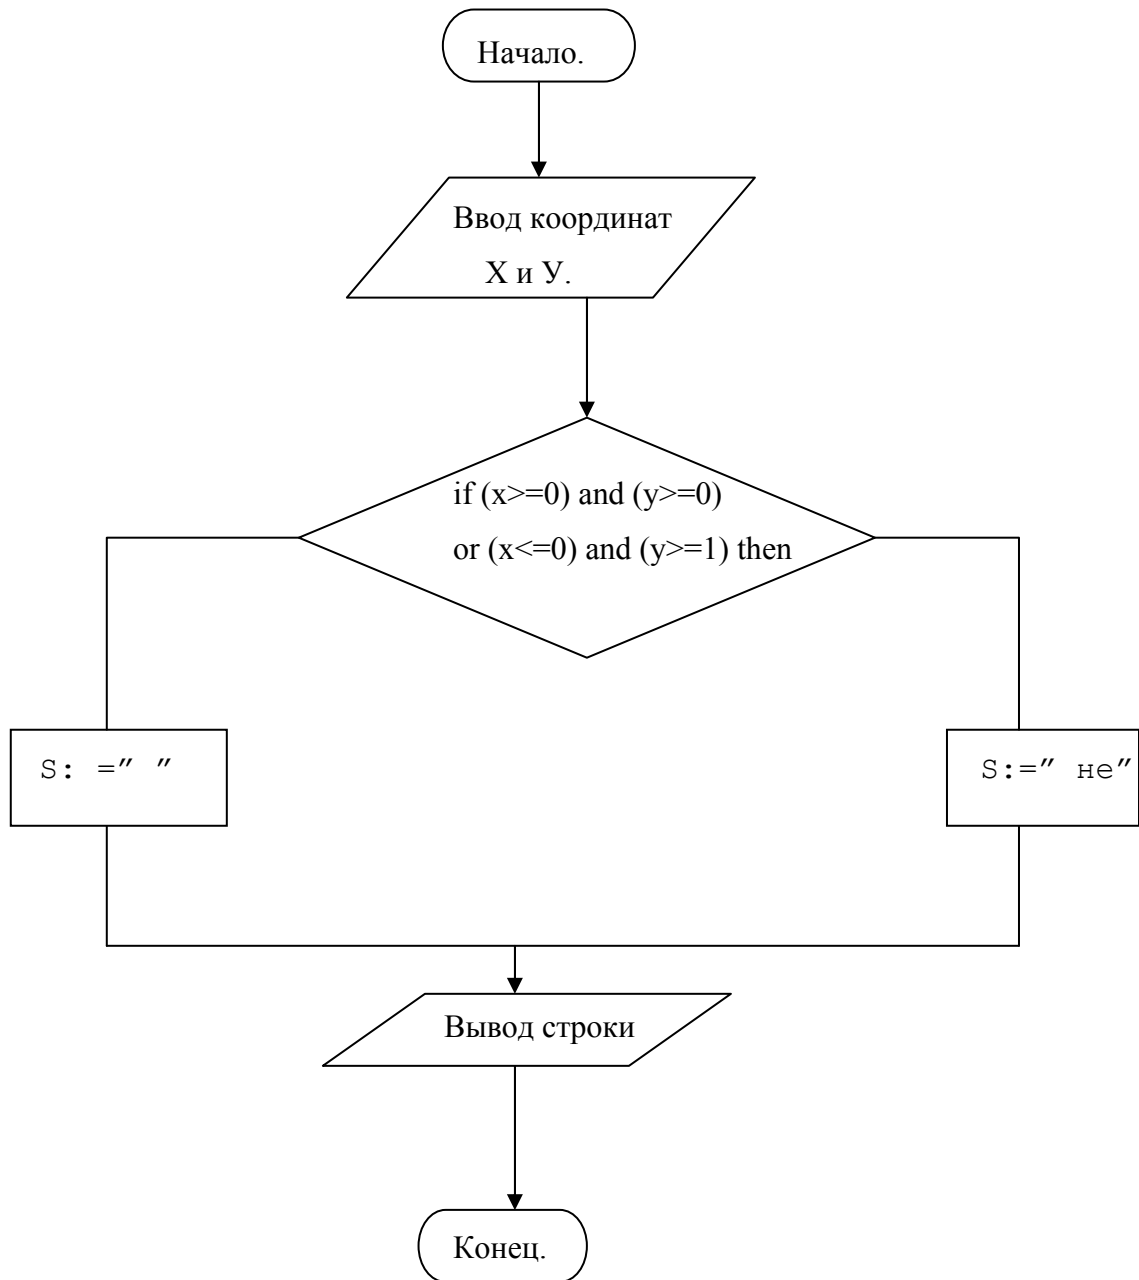 Начало.
Ввод координат
Х и У.
if (x>=0) and (y>=0)
or (x<=0) and (y>=1) then
S: =″ ″
S:=″ не″
Вывод строки
Конец.